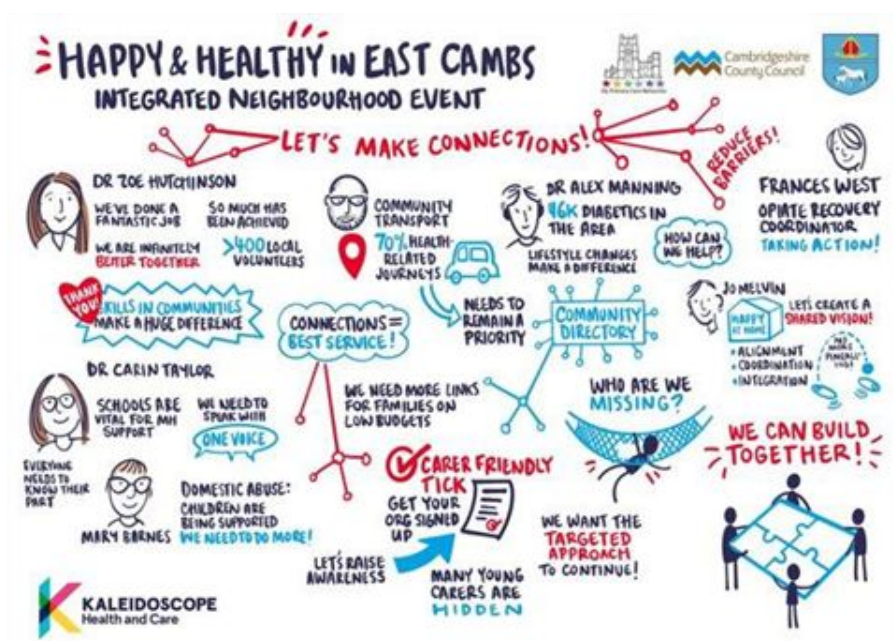 HAPPY & HEALTHY IN EAST CAMBS
INTEGRATED NEIGHBOURHOOD EVENT
Cambridgeshire
County Council
LET'S MAKE CONNECTIONS!
REDUCE
BARRIERS!
DR ZOE HUTCHINSON
WE'VE DONE A
FANTASTIC JOB
SO MUCH HAS
BEEN ACHIEVED
WE ARE INFINITELY
BETTER TOGETHER
>400 LOCAL
VOLUNTEERS
THANK
YOU!
SKILLS IN COMMUNITIES
MAKE A HUGE DIFFERENCE
COMMUNITY
TRANSPORT
70% HEALTH-
RELATED
JOURNEYS
NEEDS TO
REMAIN A
PRIORITY
CONNECTIONS =
BEST SERVICE!
DR ALEX MANNING
DIABETICS IN
THE AREA
LIFESTYLE CHANGES
MAKE A DIFFERENCE
HOW CAN
WE HELP?
FRANCES WEST
OPIATE RECOVERY
COORDINATOR
TAKING ACTION!
COMMUNITY
DIRECTORY
JO MELVIN
HAPPY
AT HOME
LET'S CREATE A
SHARED VISION!
• ALIGNMENT
• COORDINATION
• INTEGRATION
NO
MORE
DR CARIN TAYLOR
SCHOOLS ARE
VITAL FOR MH
SUPPORT
WE NEED TO
SPEAK WITH
ONE VOICE
EVERYONE
NEEDS TO
KNOW THEIR
PART
MARY BARNES
DOMESTIC ABUSE:
CHILDREN ARE
BEING SUPPORTED
WE NEED TO DO MORE!
WE NEED MORE LINKS
FOR FAMILIES ON
LOW BUDGETS
CARER FRIENDLY
TICK
GET YOUR
ORG SIGNED
UP
LET'S RAISE
AWARENESS
MANY YOUNG
CARERS ARE
HIDDEN
WHO ARE WE
MISSING?
WE WANT THE
TARGETED
APPROACH
TO CONTINUE!
WE CAN BUILD
TOGETHER!
KALEIDOSCOPE
Health and Care